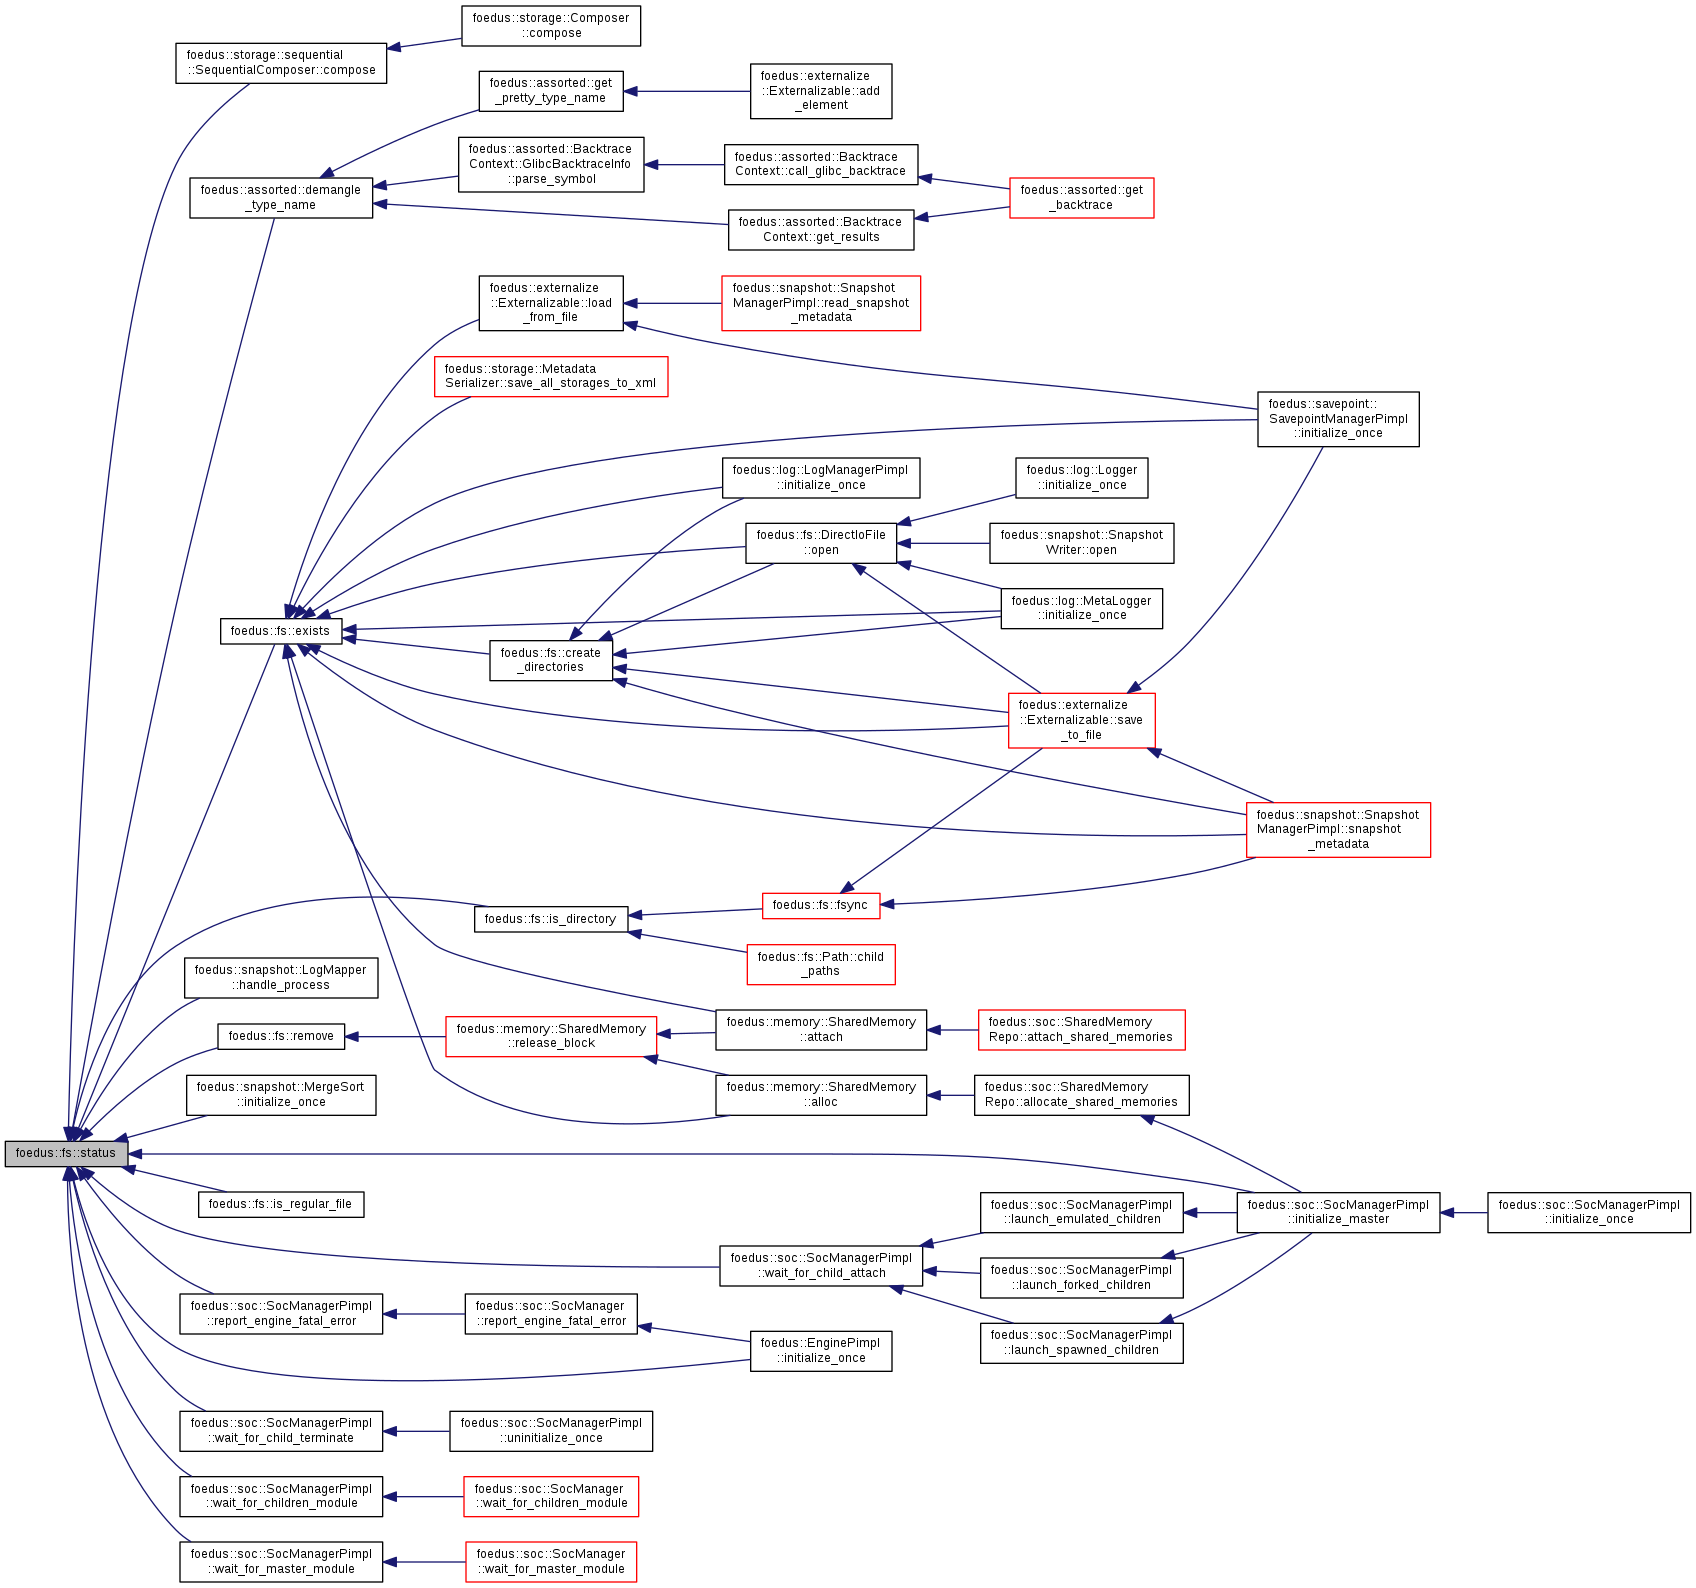 foedus::storage::Composer
::compose
foedus::storage::sequential
::SequentialComposer::compose
foedus::assorted::get
_pretty_type_name
foedus::externalize
::Externalizable::add
_element
foedus::assorted::Backtrace
Context::GlibcBacktraceInfo
::parse_symbol
foedus::assorted::Backtrace
Context::call_glibc_backtrace
foedus::assorted::demangle
_type_name
foedus::assorted::get
_backtrace
foedus::assorted::Backtrace
Context::get_results
foedus::externalize
::Externalizable::load
_from_file
foedus::snapshot::Snapshot
ManagerPimpl::read_snapshot
_metadata
foedus::storage::Metadata
Serializer::save_all_storages_to_xml
foedus::savepoint::
SavepointManagerPimpl
::initialize_once
foedus::log::LogManagerPimpl
::initialize_once
foedus::log::Logger
::initialize_once
foedus::fs::DirectIoFile
::open
foedus::snapshot::Snapshot
Writer::open
foedus::log::MetaLogger
::initialize_once
foedus::fs::exists
foedus::fs::create
_directories
foedus::externalize
::Externalizable::save
_to_file
foedus::snapshot::Snapshot
ManagerPimpl::snapshot
_metadata
foedus::fs::fsync
foedus::fs::is_directory
foedus::fs::Path::child
_paths
foedus::snapshot::LogMapper
::handle_process
foedus::fs::remove
foedus::memory::SharedMemory
::release_block
foedus::memory::SharedMemory
::attach
foedus::soc::SharedMemory
Repo::attach_shared_memories
foedus::snapshot::MergeSort
::initialize_once
foedus::memory::SharedMemory
::alloc
foedus::soc::SharedMemory
Repo::allocate_shared_memories
foedus::fs::status
foedus::fs::is_regular_file
foedus::soc::SocManagerPimpl
::launch_emulated_children
foedus::soc::SocManagerPimpl
::initialize_master
foedus::soc::SocManagerPimpl
::initialize_once
foedus::soc::SocManagerPimpl
::wait_for_child_attach
foedus::soc::SocManagerPimpl
::launch_forked_children
foedus::soc::SocManagerPimpl
::report_engine_fatal_error
foedus::soc::SocManager
::report_engine_fatal_error
foedus::EnginePimpl
::initialize_once
foedus::soc::SocManagerPimpl
::launch_spawned_children
foedus::soc::SocManagerPimpl
::wait_for_child_terminate
foedus::soc::SocManagerPimpl
::uninitialize_once
foedus::soc::SocManagerPimpl
::wait_for_children_module
foedus::soc::SocManager
::wait_for_children_module
foedus::soc::SocManagerPimpl
::wait_for_master_module
foedus::soc::SocManager
::wait_for_master_module